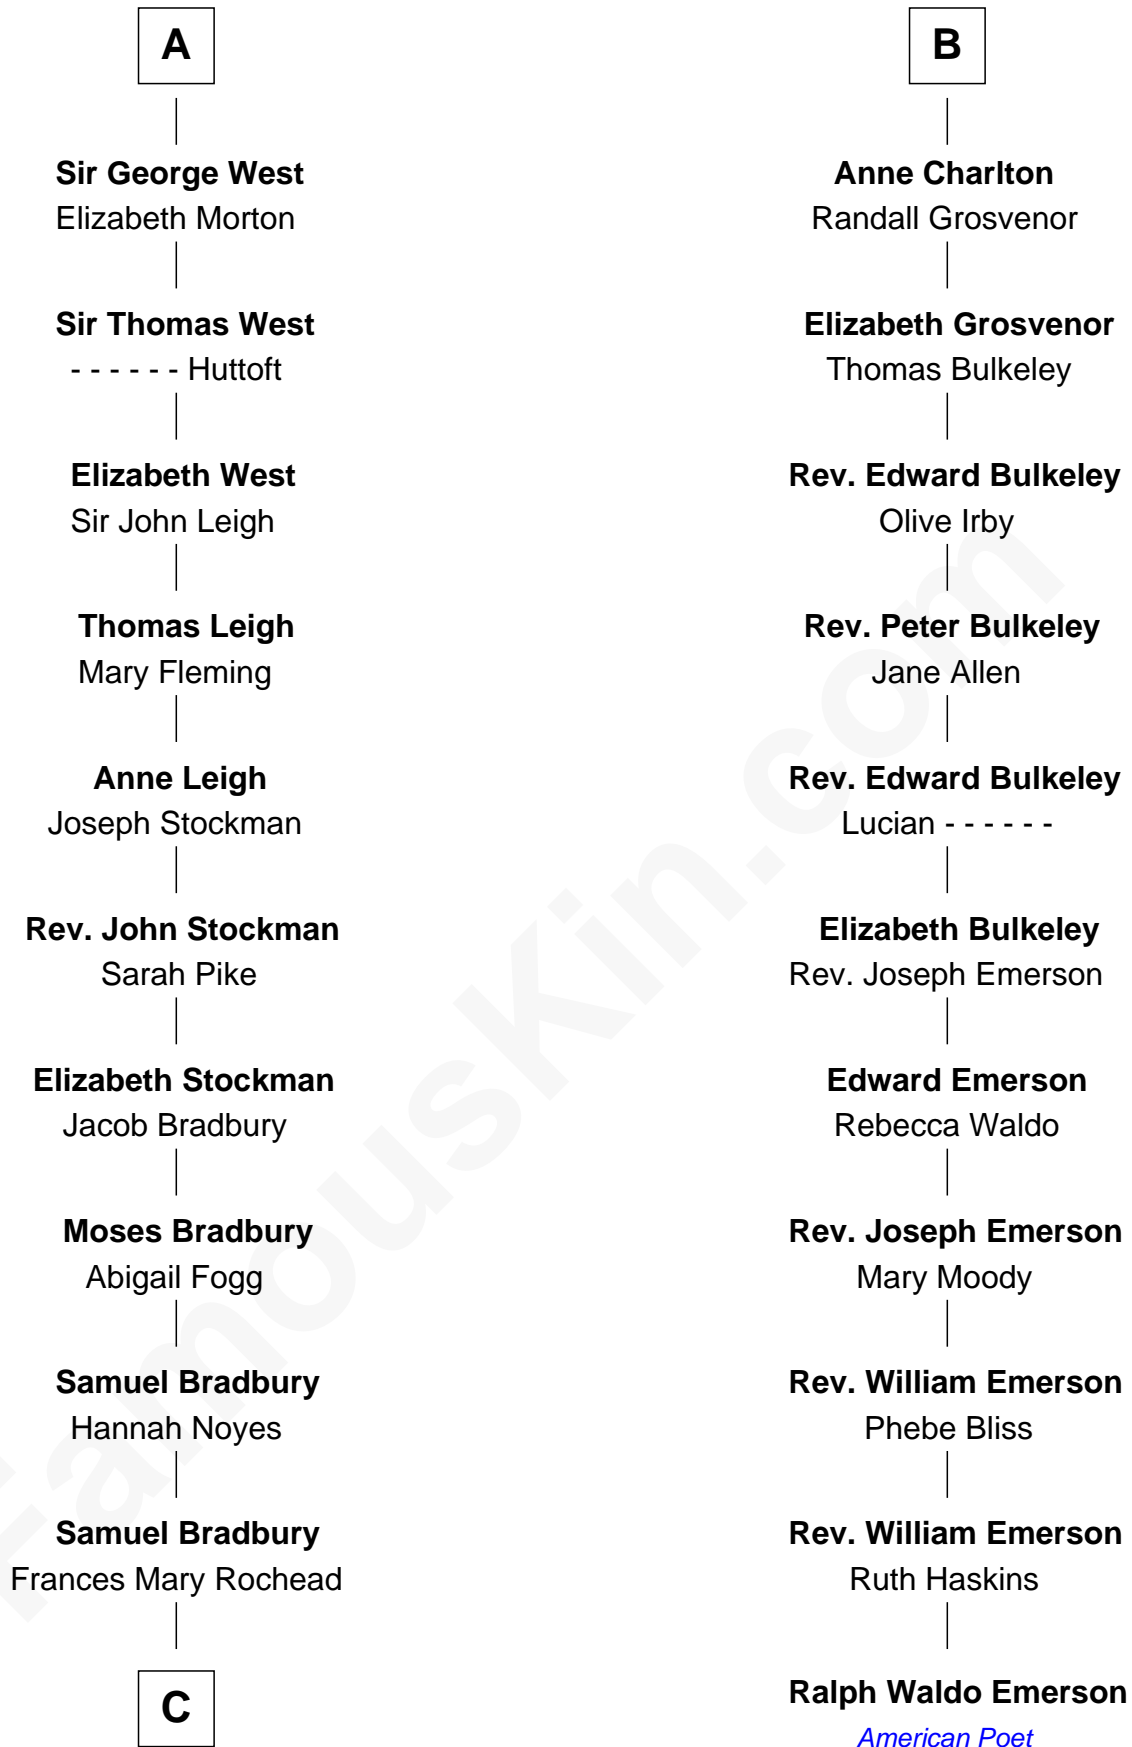 A
Sir George West
Elizabeth Morton
Sir Thomas West
- - - - - - Huttoft
Elizabeth West
Sir John Leigh
Thomas Leigh
Mary Fleming
Anne Leigh
Joseph Stockman
Rev. John Stockman
Sarah Pike
Elizabeth Stockman
Jacob Bradbury
Moses Bradbury
Abigail Fogg
Samuel Bradbury
Hannah Noyes
Samuel Bradbury
Frances Mary Rochead
C
B
Anne Charlton
Randall Grosvenor
Elizabeth Grosvenor
Thomas Bulkeley
Rev. Edward Bulkeley
Olive Irby
Rev. Peter Bulkeley
Jane Allen
Rev. Edward Bulkeley
Lucian - - - - - -
Elizabeth Bulkeley
Rev. Joseph Emerson
Edward Emerson
Rebecca Waldo
Rev. Joseph Emerson
Mary Moody
Rev. William Emerson
Phebe Bliss
Rev. William Emerson
Ruth Haskins
Ralph Waldo Emerson
American Poet
FamousKin.com